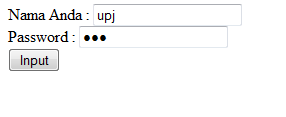 Nama Anda : upj
Password : ●●●
Input